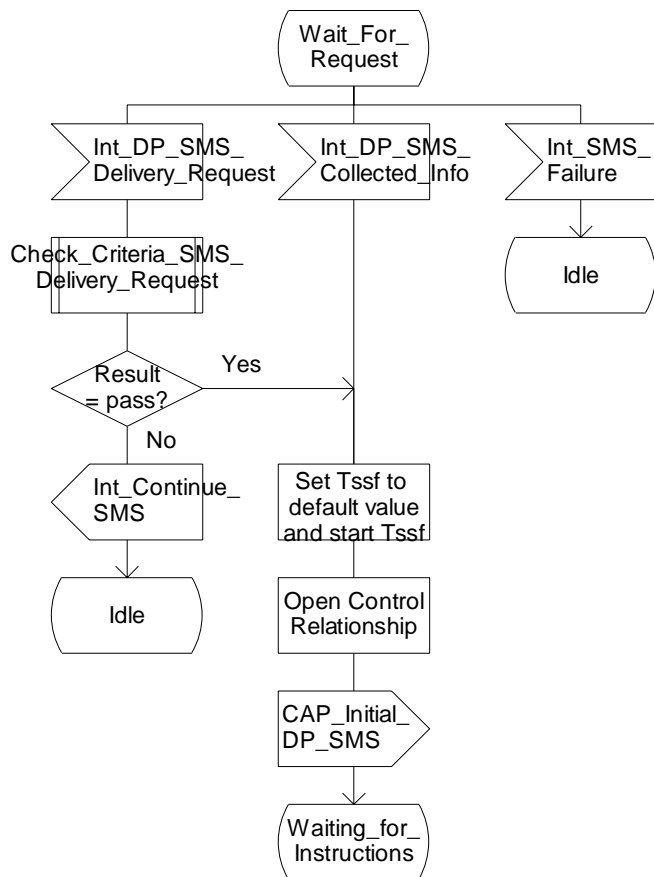 Wait_For_
Request
Int_DP_SMS_
Delivery_Request
Int_DP_SMS_
Collected_Info
Int_SMS_
Failure
Check_Criteria_SMS_
Delivery_Request
Idle
Result
= pass?
Yes
No
Int_Continue_
SMS
Set Tssf to
default value
and start Tssf
Idle
Open Control
Relationship
CAP_Initial_
DP_SMS
Waiting_for_
Instructions